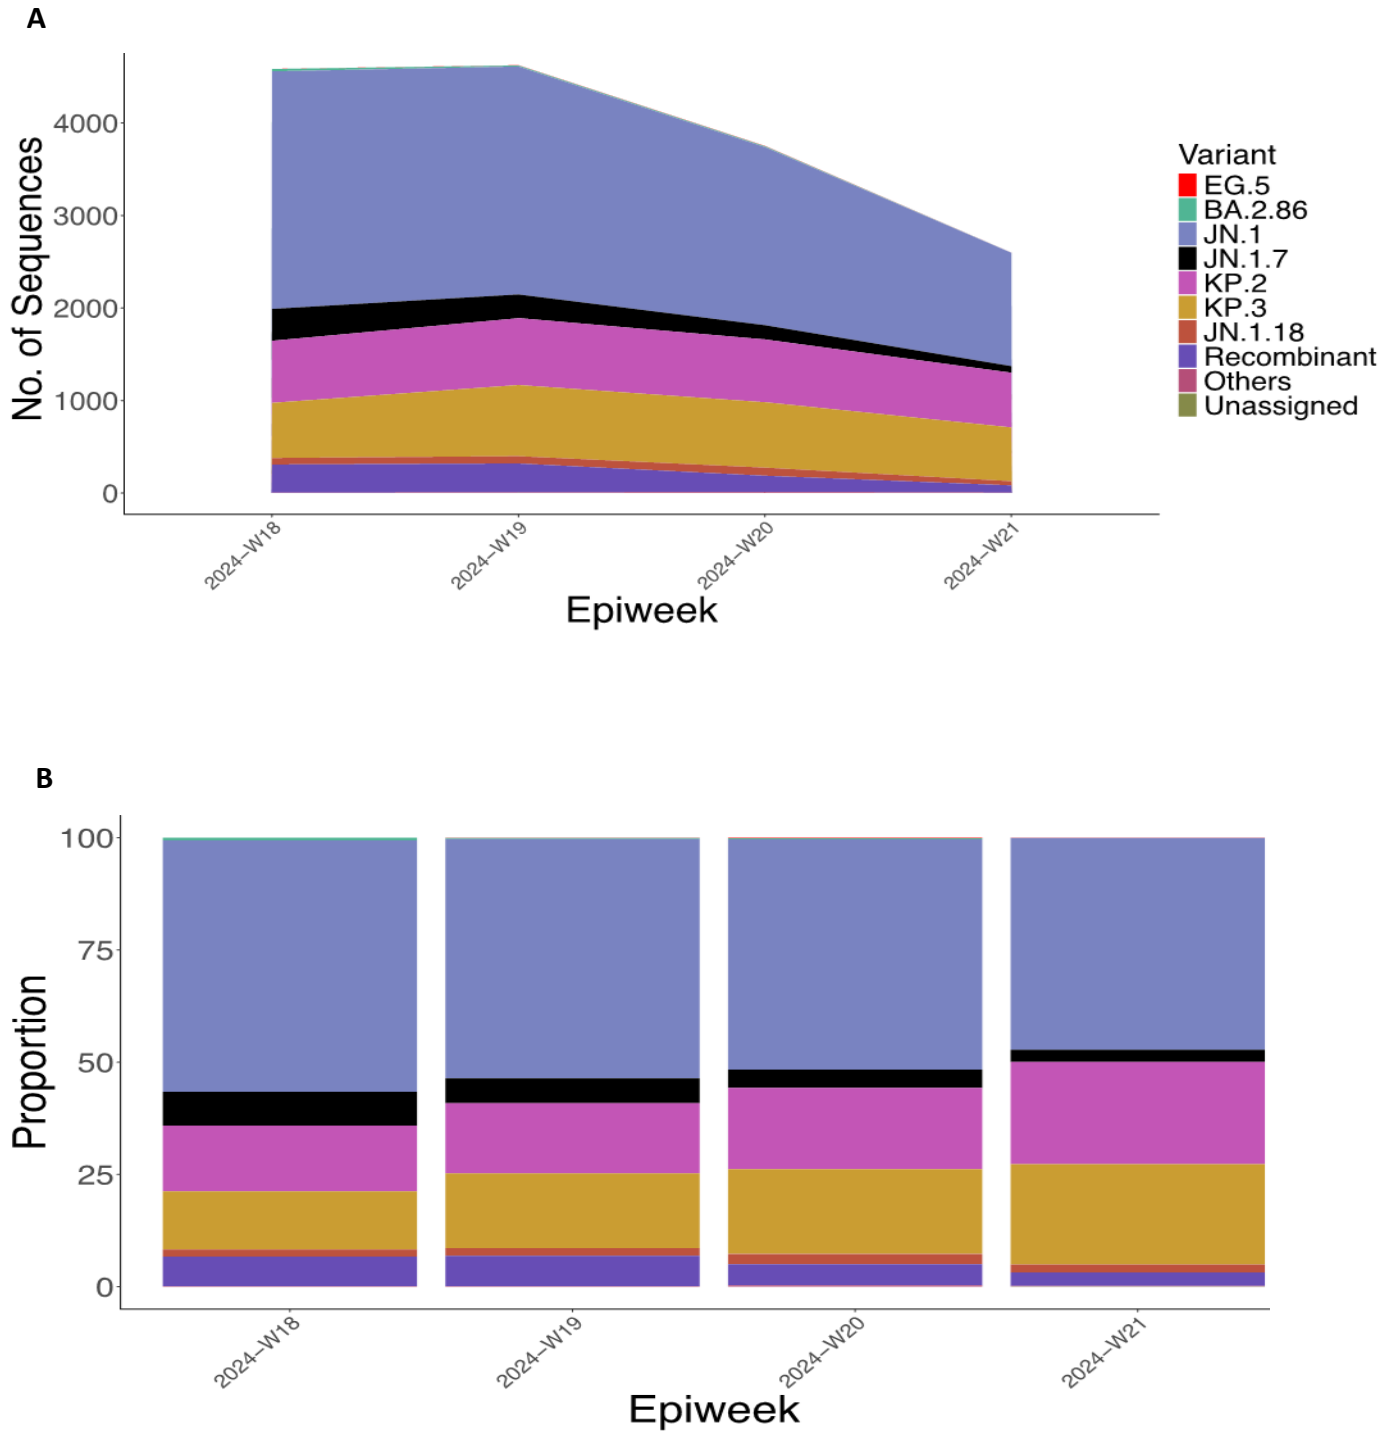 A
No. of Sequences
4000
3000
2000
1000
0
2024–W18
2024–W19
2024–W20
2024–W21
Epiweek
Variant
EG.5
BA.2.86
JN.1
JN.1.7
KP.2
KP.3
JN.1.18
Recombinant
Others
Unassigned
B
Proportion
100
75
50
25
0
2024–W18
2024–W19
2024–W20
2024–W21
Epiweek